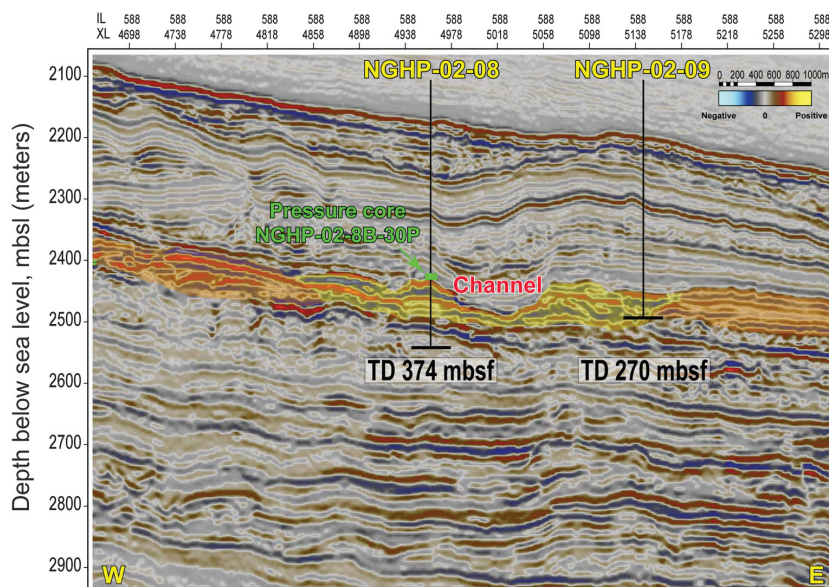 IL 588 588 588 588 588 588 588 588 588 588 588 588 588 588 588 588
XL 4698 4738 4778 4818 4858 4898 4938 4978 5018 5058 5098 5138 5178 5218 5258 5298
NGHP-02-08 NGHP-02-09
0 200 400 600 800 1000m
Negative 0 Positive
Depth below sea level, mbsl (meters)
2100
2200
2300
Pressure core
NGHP-02-8B-30P
2400
Channel
2500
TD 374 mbsf TD 270 mbsf
2600
2700
2800
2900
W E